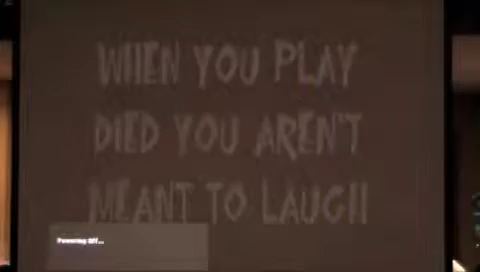 WHEN YOU PLAY
DIED YOU AREN'T
MEANT TO LAUGH
Powering Off...